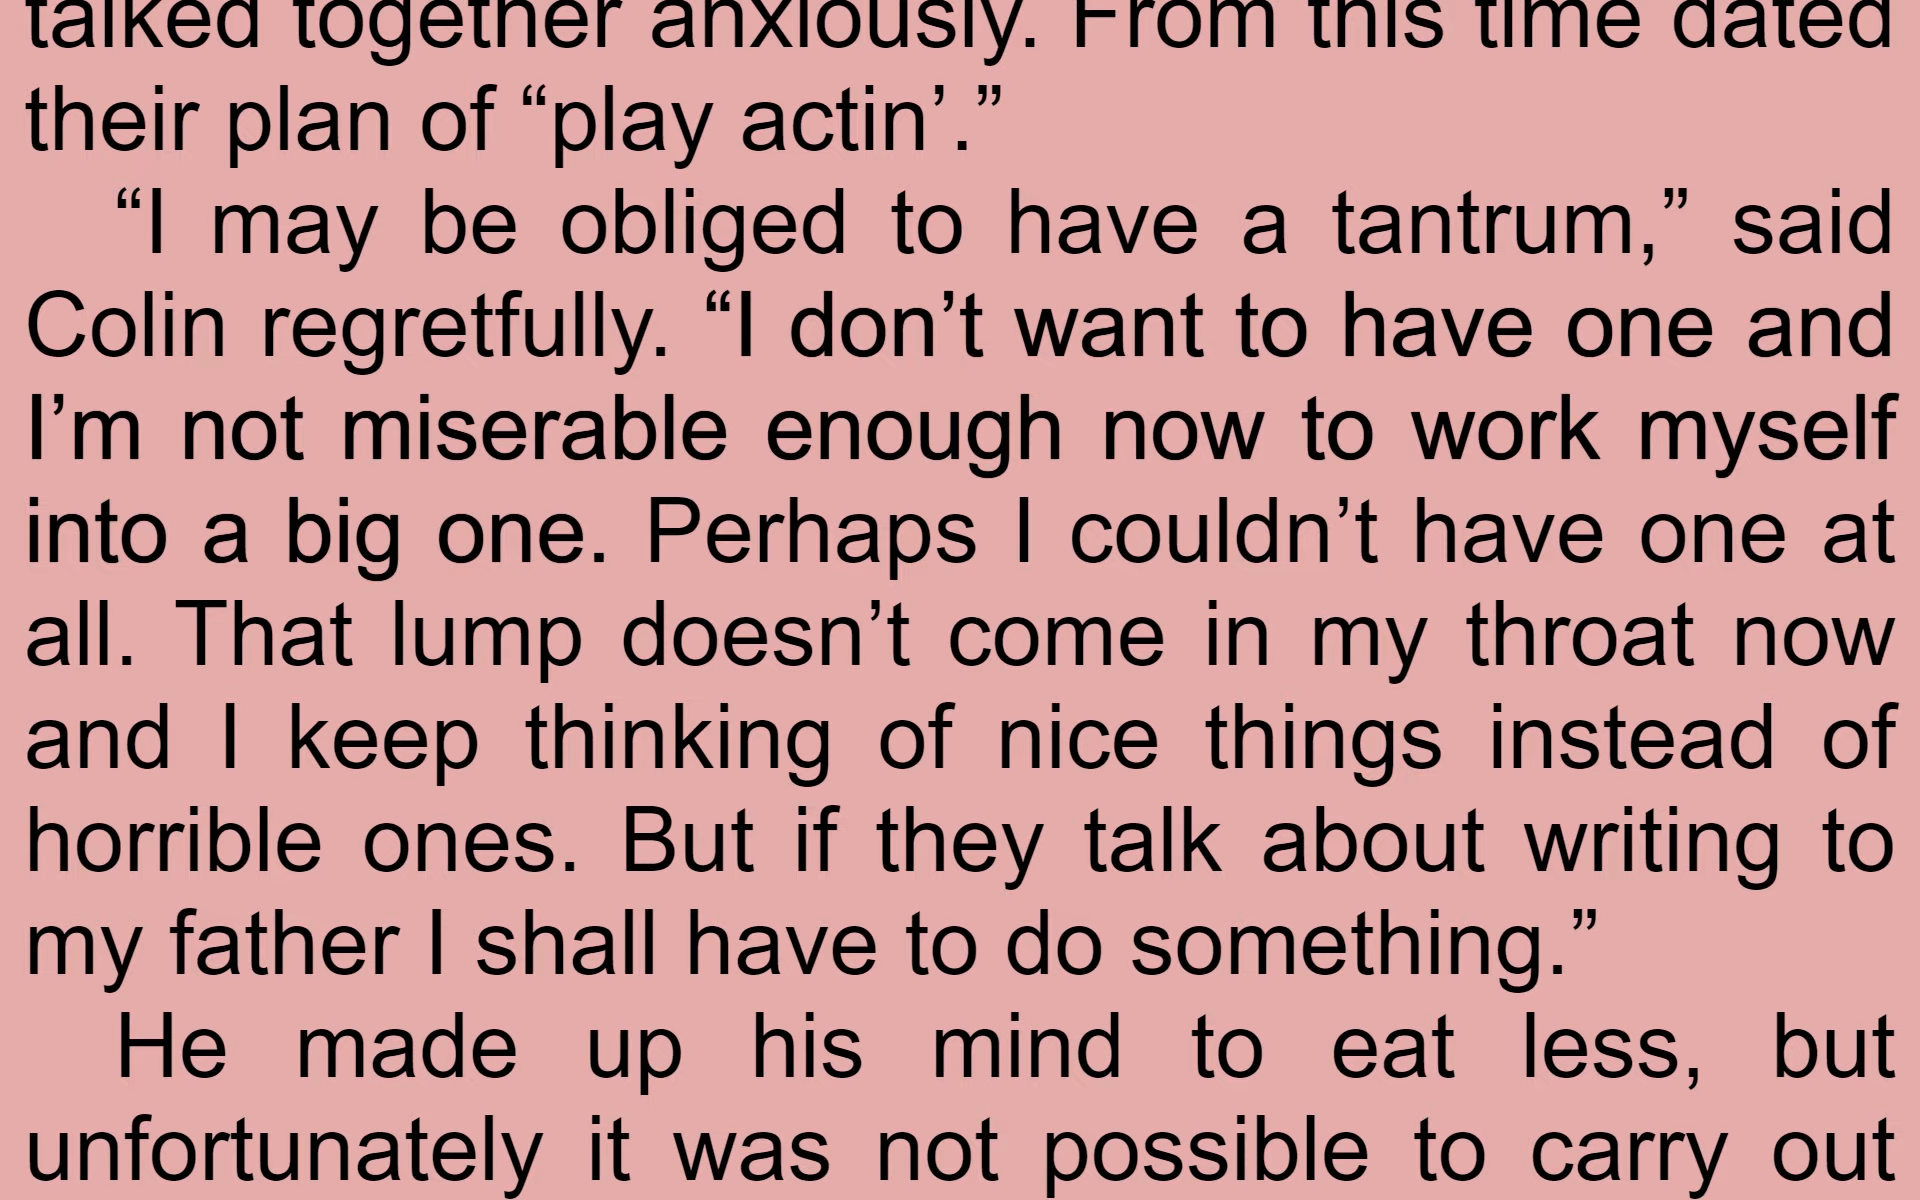 talked together anxiously. From this time dated
their plan of “play actin’.”
“I may be obliged to have a tantrum,” said
Colin regretfully. “I don’t want to have one and
I’m not miserable enough now to work myself
into a big one. Perhaps I couldn’t have one at
all. That lump doesn’t come in my throat now
and I keep thinking of nice things instead of
horrible ones. But if they talk about writing to
my father I shall have to do something.”
He made up his mind to eat less, but
unfortunately it was not possible to carry out